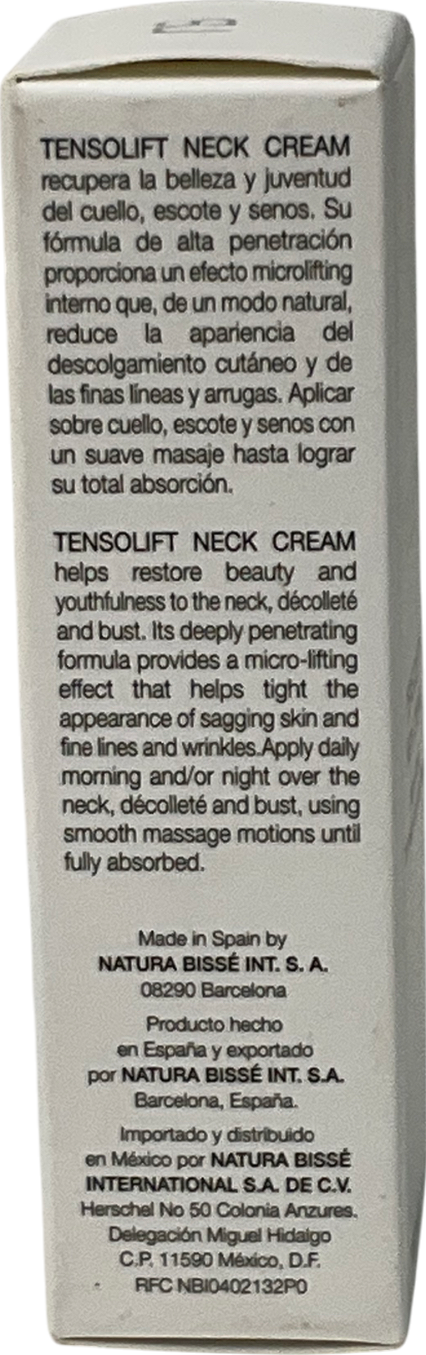 TENSOLIFT NECK CREAM
recupera la belleza y juventud
del cuello, escote y senos. Su
fórmula de alta penetración
proporciona un efecto microlifting
interno que, de un modo natural,
reduce la apariencia del
descolgamiento cutáneo y de
las finas líneas y arrugas. Aplicar
sobre cuello, escote y senos con
un suave masaje hasta lograr
su total absorción.
TENSOLIFT NECK CREAM
helps restore beauty and
youthfulness to the neck, décolleté
and bust. Its deeply penetrating
formula provides a micro-lifting
effect that helps tight the
appearance of sagging skin and
fine lines and wrinkles.Apply daily
morning and/or night over the
neck, décolleté and bust, using
smooth massage motions until
fully absorbed.
Made in Spain by
NATURA BISSÉ INT. S. A.
08290 Barcelona
Producto hecho
en España y exportado
por NATURA BISSÉ INT. S.A.
Barcelona, España.
Importado y distribuido
en México por NATURA BISSÉ
INTERNATIONAL S.A. DE C.V.
Herschel No 50 Colonia Anzures.
Delegación Miguel Hidalgo
C.P. 11590 México, D.F.
RFC NBI0402132P0